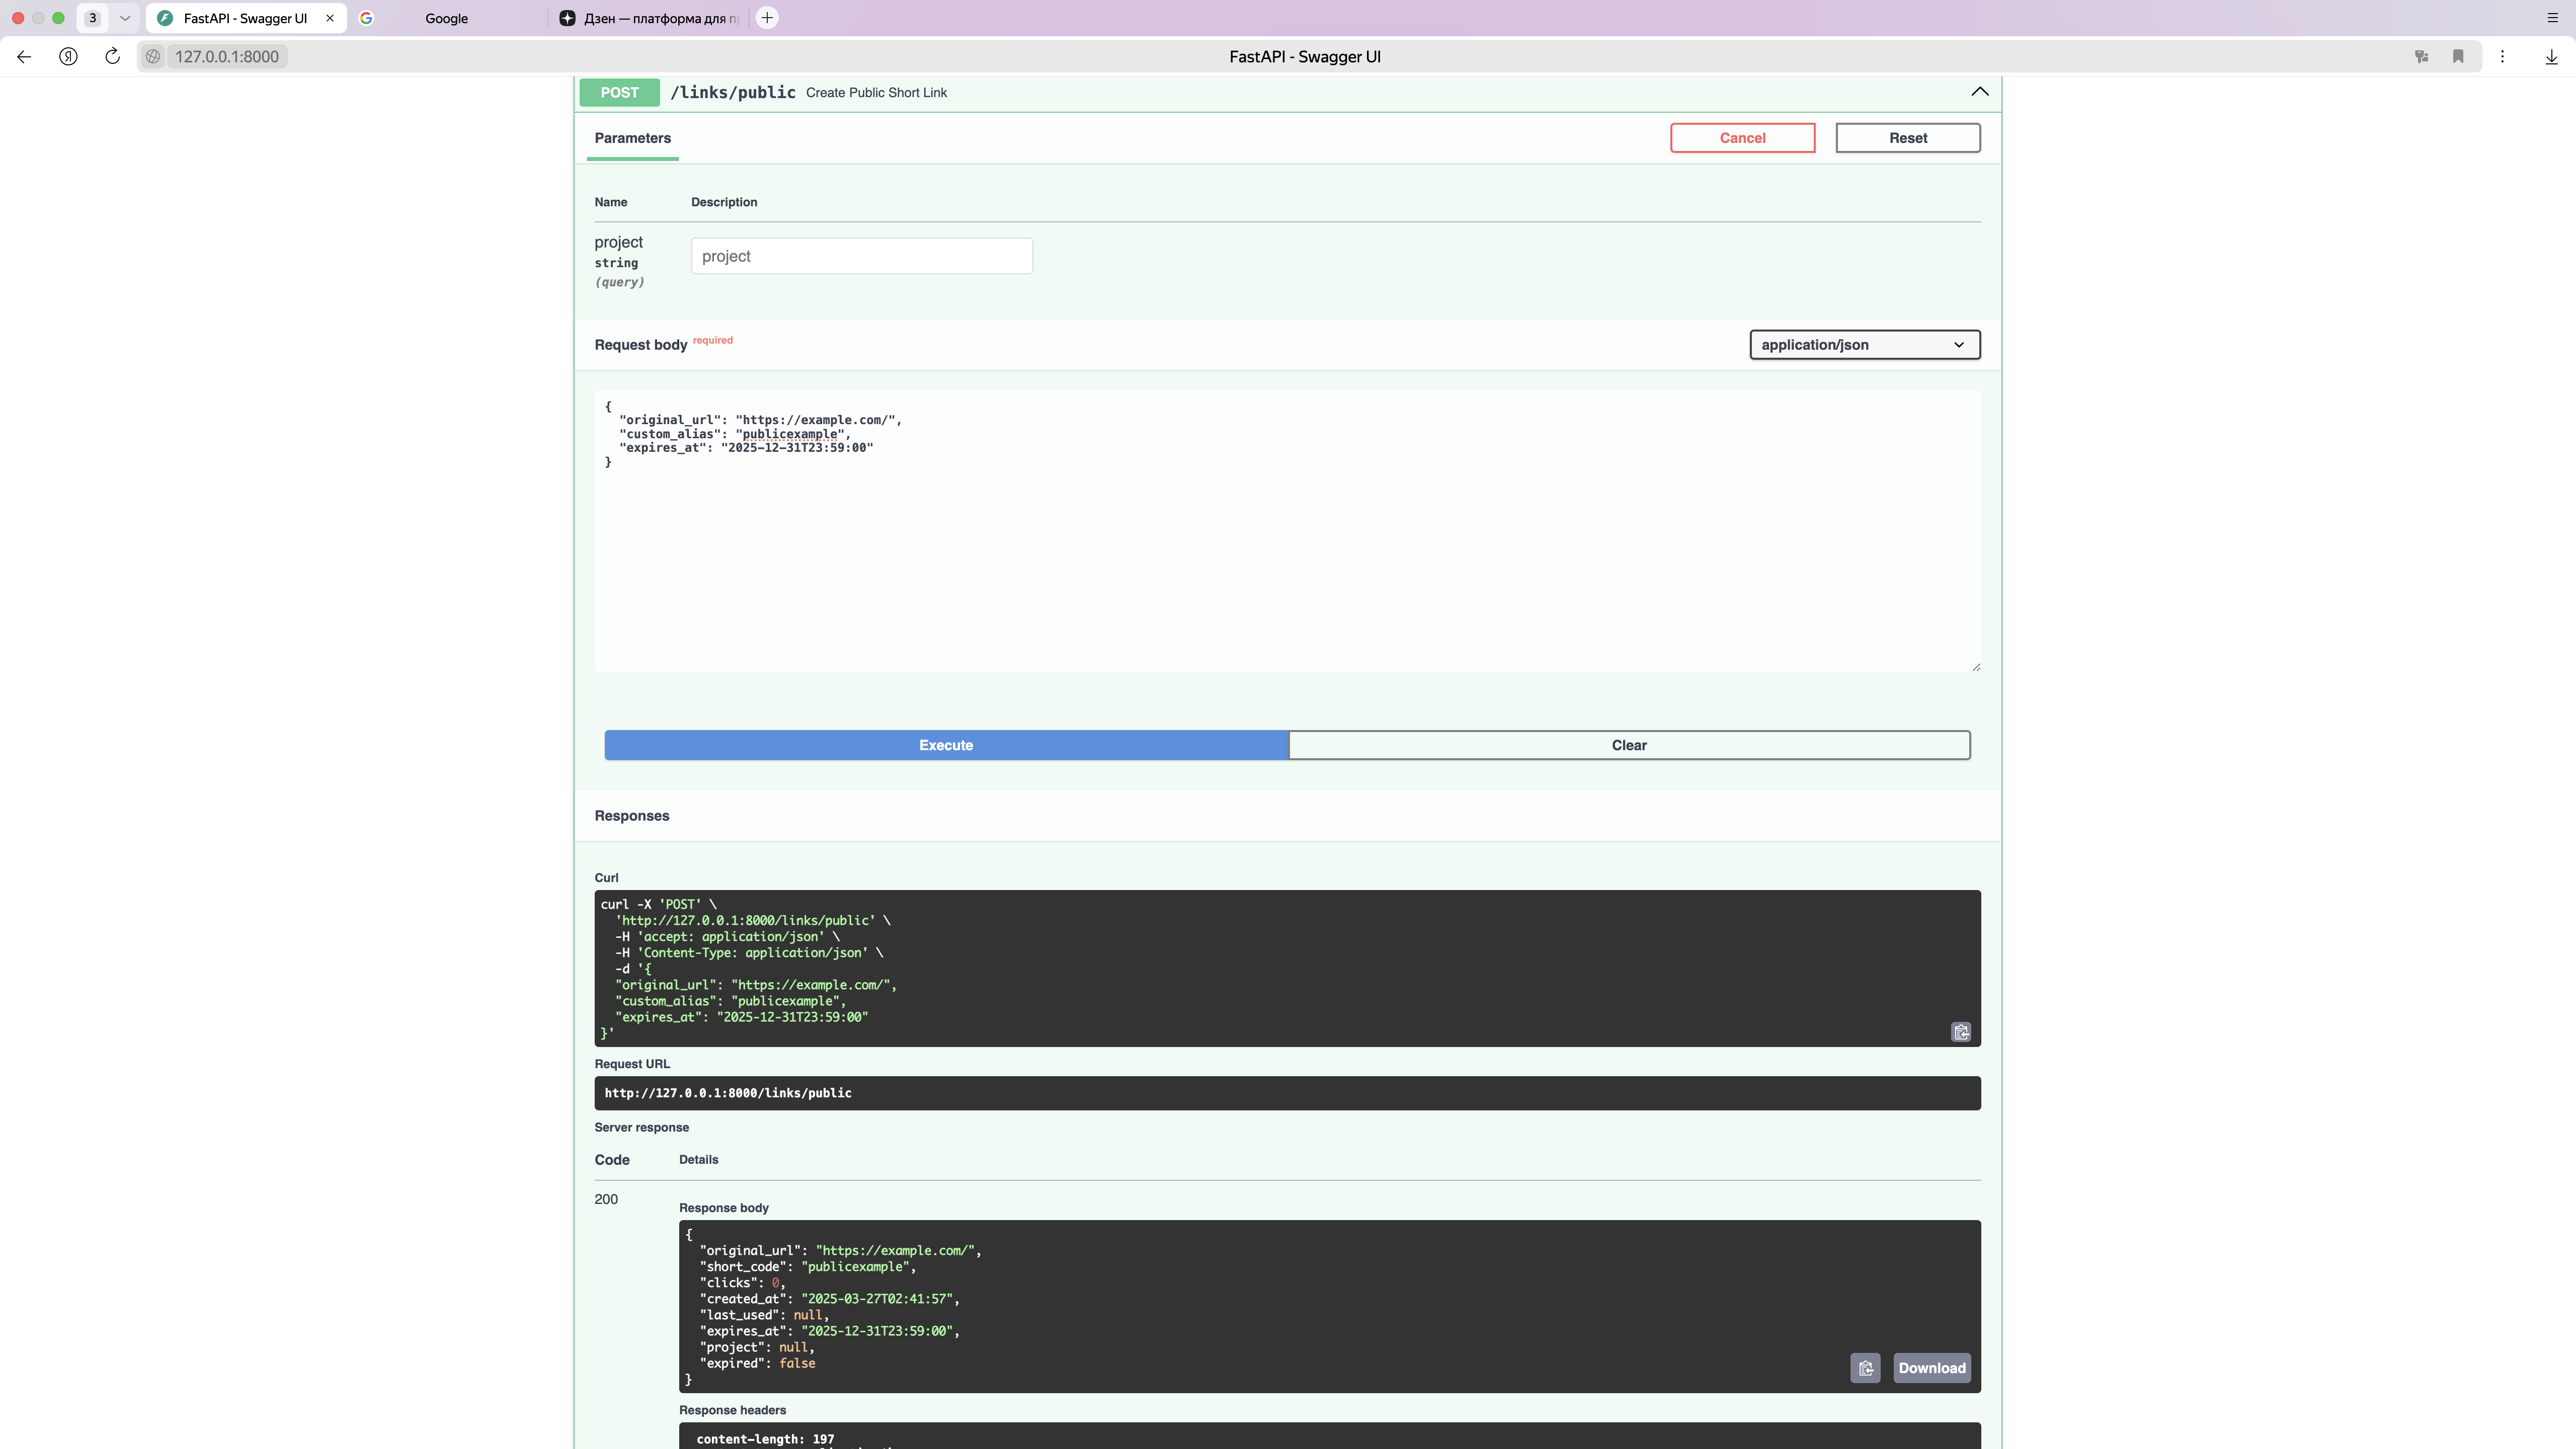 3
FastAPI - Swagger UI
Google
Дзен — платформа для п
127.0.0.1:8000
FastAPI - Swagger UI
POST /links/public Create Public Short Link
Parameters
Cancel
Reset
Name Description
project
string
(query)
project
Request body required
application/json
{
  "original_url": "https://example.com/",
  "custom_alias": "publicexample",
  "expires_at": "2025-12-31T23:59:00"
}
Execute
Clear
Responses
Curl
curl -X 'POST' \
  'http://127.0.0.1:8000/links/public' \
  -H 'accept: application/json' \
  -H 'Content-Type: application/json' \
  -d '{
  "original_url": "https://example.com/",
  "custom_alias": "publicexample",
  "expires_at": "2025-12-31T23:59:00"
}'
Request URL
http://127.0.0.1:8000/links/public
Server response
Code Details
200
Response body
{
  "original_url": "https://example.com/",
  "short_code": "publicexample",
  "clicks": 0,
  "created_at": "2025-03-27T02:41:57",
  "last_used": null,
  "expires_at": "2025-12-31T23:59:00",
  "project": null,
  "expired": false
}
Download
Response headers
content-length: 197